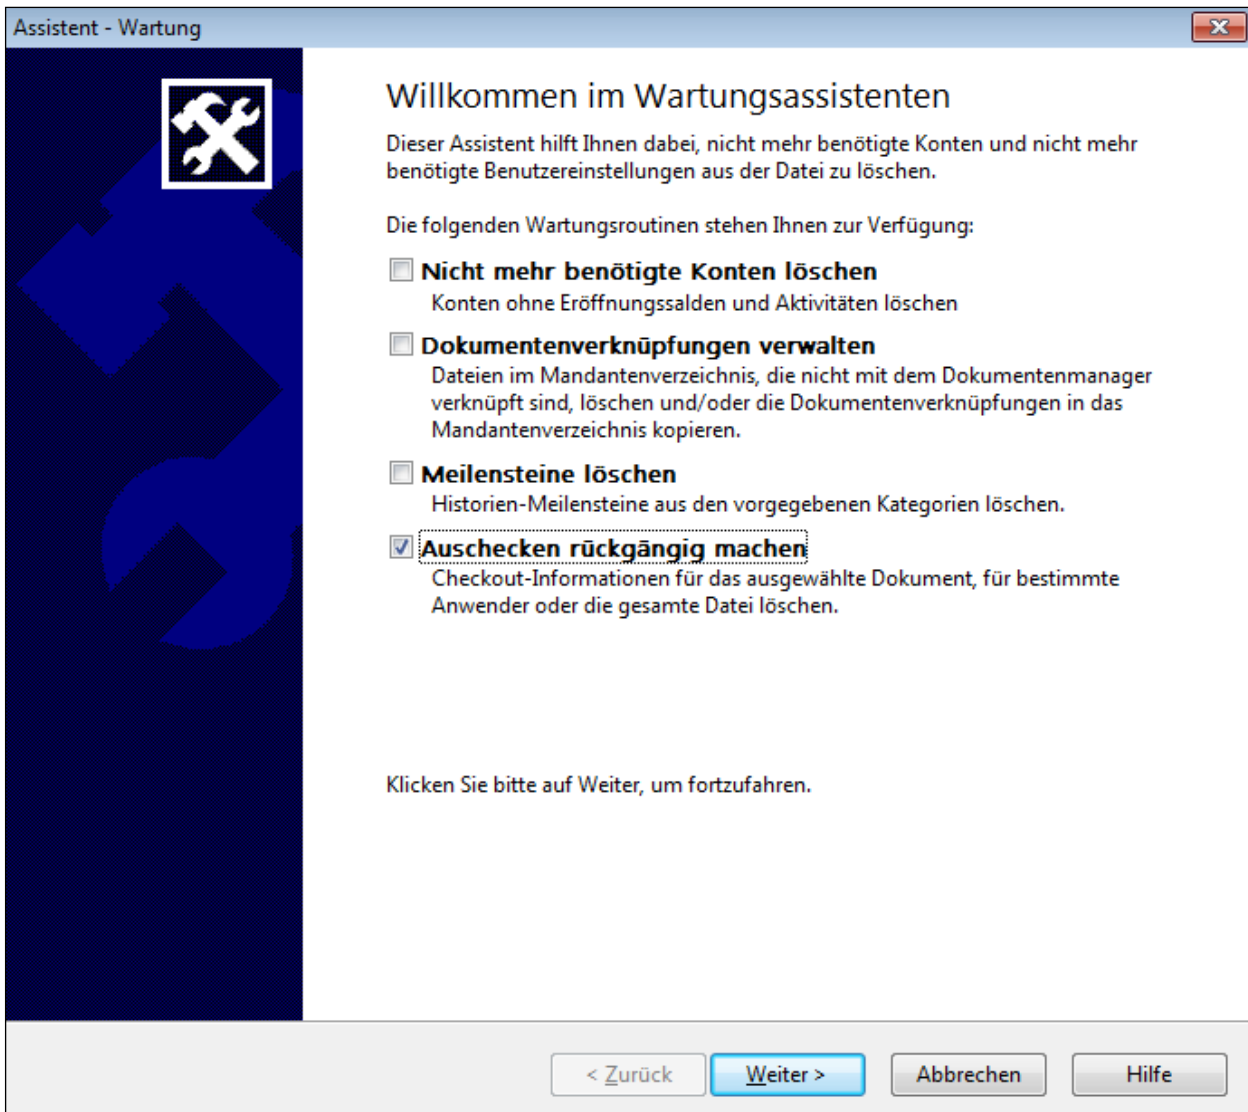 Assistent - Wartung
Willkommen im Wartungsassistenten
Dieser Assistent hilft Ihnen dabei, nicht mehr benötigte Konten und nicht mehr
benötigte Benutzereinstellungen aus der Datei zu löschen.
Die folgenden Wartungsroutinen stehen Ihnen zur Verfügung:
Nicht mehr benötigte Konten löschen
Konten ohne Eröffnungssalden und Aktivitäten löschen
Dokumentenverknüpfungen verwalten
Dateien im Mandantenverzeichnis, die nicht mit dem Dokumentenmanager
verknüpft sind, löschen und/oder die Dokumentenverknüpfungen in das
Mandantenverzeichnis kopieren.
Meilensteine löschen
Historien-Meilensteine aus den vorgegebenen Kategorien löschen.
Auschecken rückgängig machen
Checkout-Informationen für das ausgewählte Dokument, für bestimmte
Anwender oder die gesamte Datei löschen.
Klicken Sie bitte auf Weiter, um fortzufahren.
< Zurück Weiter > Abbrechen Hilfe